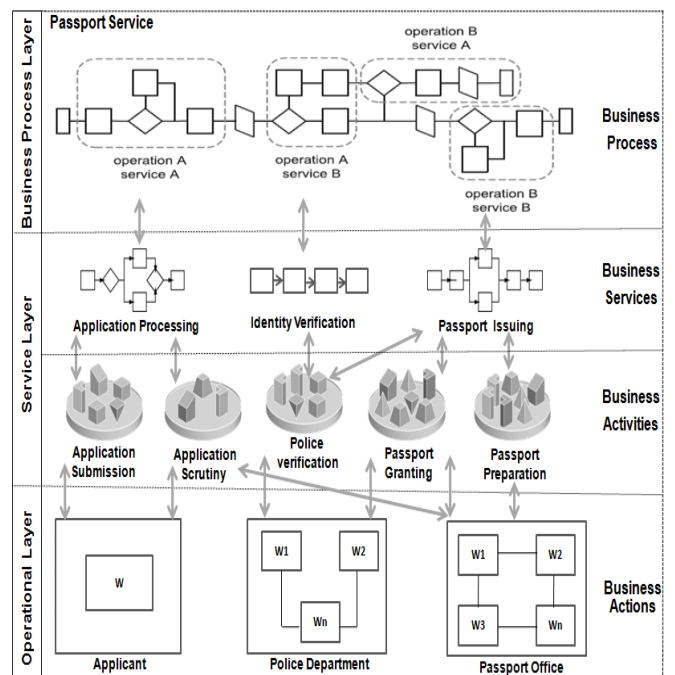 Passport Service
Business Process Layer
operation B
service A
Business
Process
operation A
service A
operation A
service B
operation B
service B
Service Layer
Business
Services
Application Processing
Identity Verification
Passport Issuing
Business
Activities
Application
Submission
Application
Scrutiny
Police
verification
Passport
Granting
Passport
Preparation
Operational Layer
W
W1
W2
Wn
W1
W2
W3
Wn
Business
Actions
Applicant
Police Department
Passport Office